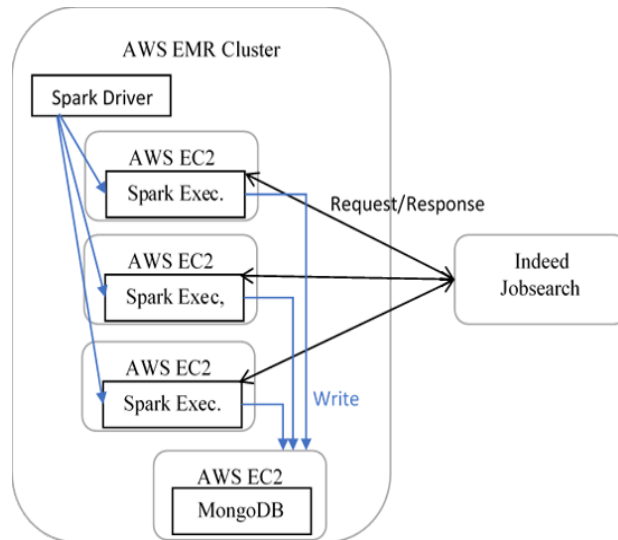 AWS EMR Cluster
Spark Driver
AWS EC2
Spark Exec.
Request/Response
AWS EC2
Spark Exec,
Indeed
Jobsearch
AWS EC2
Spark Exec.
Write
AWS EC2
MongoDB